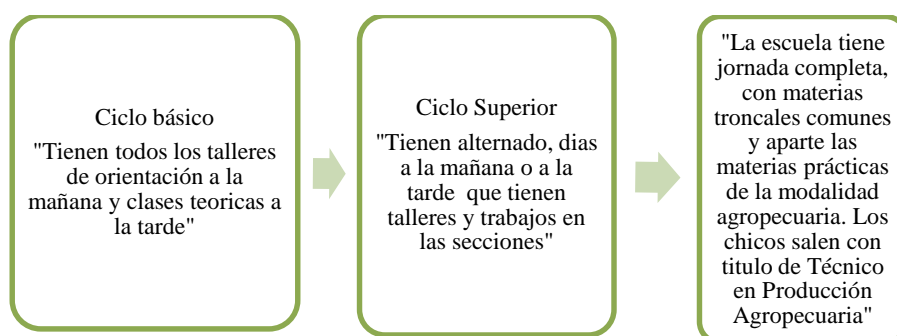 Ciclo básico
"Tienen todos los talleres
de orientación a la
mañana y clases teoricas a
la tarde"
Ciclo Superior
"Tienen alternado, dias
a la mañana o a la
tarde que tienen
talleres y trabajos en
las secciones"
"La escuela tiene
jornada completa,
con materias
troncales comunes
y aparte las
materias prácticas
de la modalidad
agropecuaria. Los
chicos salen con
titulo de Técnico
en Producción
Agropecuaria"